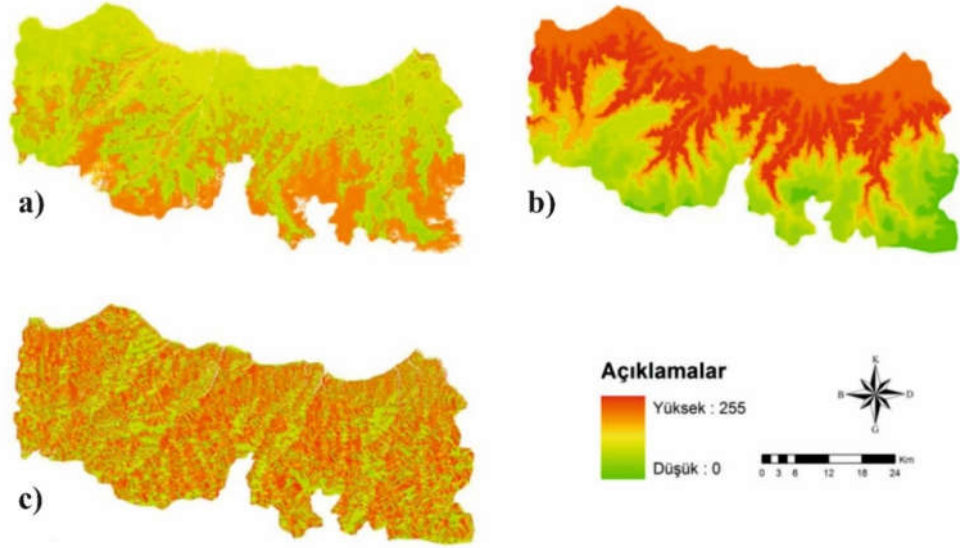 a)
b)
c)
Açıklamalar
Yüksek : 255
Düşük : 0
K
B
D
G
Km
0 3 6 12 18 24